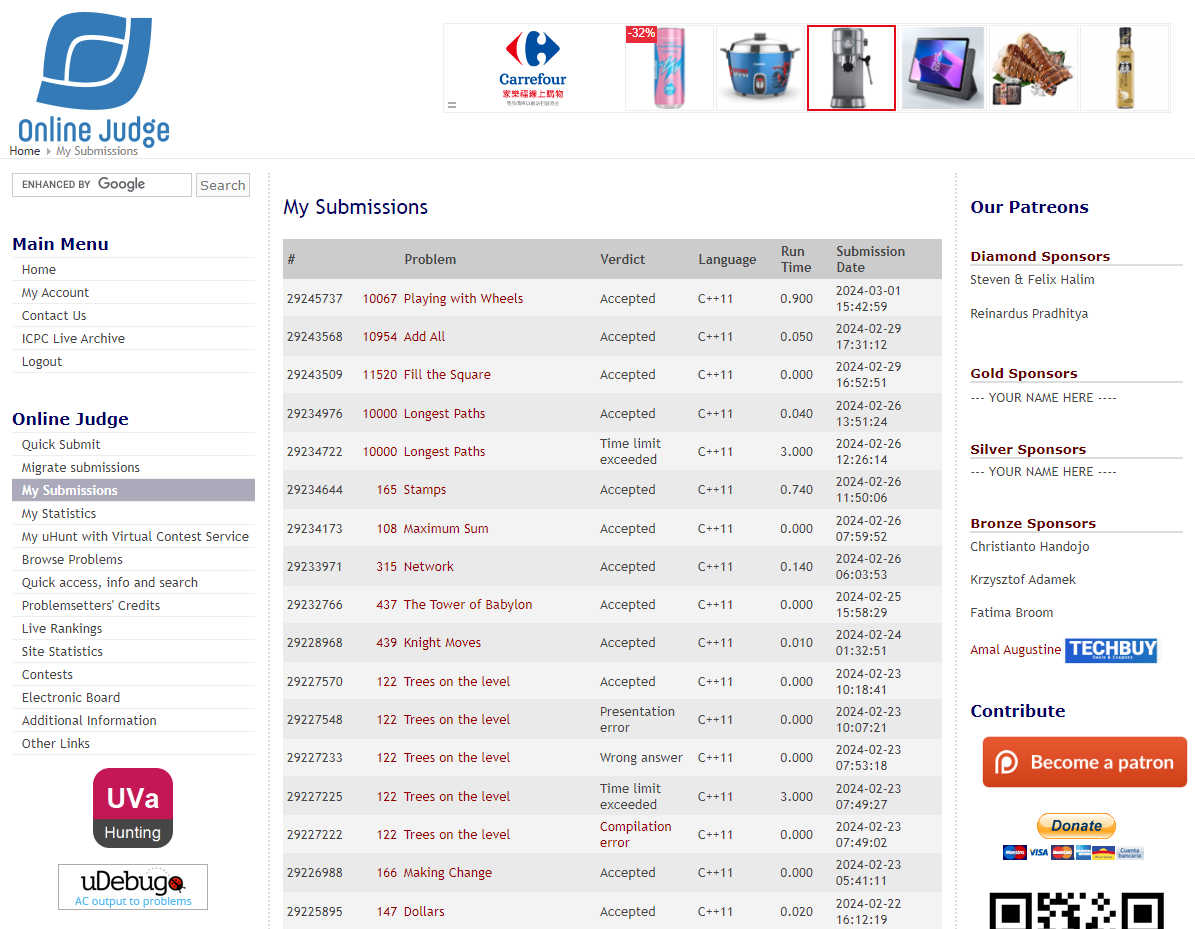 Online Judge
Home My Submissions
Carrefour
家樂福線上購物
-32%
ENHANCED BY Google Search
Main Menu
Home
My Account
Contact Us
ICPC Live Archive
Logout
Online Judge
Quick Submit
Migrate submissions
My Submissions
My Statistics
My uHunt with Virtual Contest Service
Browse Problems
Quick access, info and search
Problemsetters' Credits
Live Rankings
Site Statistics
Contests
Electronic Board
Additional Information
Other Links
UVa
Hunting
uDebug
AC output to problems
My Submissions
# Problem Verdict Language Run Time Submission Date
29245737 10067 Playing with Wheels Accepted C++11 0.900 2024-03-01 15:42:59
29243568 10954 Add All Accepted C++11 0.050 2024-02-29 17:31:12
29243509 11520 Fill the Square Accepted C++11 0.000 2024-02-29 16:52:51
29234976 10000 Longest Paths Accepted C++11 0.040 2024-02-26 13:51:24
29234722 10000 Longest Paths Time limit exceeded C++11 3.000 2024-02-26 12:26:14
29234644 165 Stamps Accepted C++11 0.740 2024-02-26 11:50:06
29234173 108 Maximum Sum Accepted C++11 0.000 2024-02-26 07:59:52
29233971 315 Network Accepted C++11 0.140 2024-02-26 06:03:53
29232766 437 The Tower of Babylon Accepted C++11 0.000 2024-02-25 15:58:29
29228968 439 Knight Moves Accepted C++11 0.010 2024-02-24 01:32:51
29227570 122 Trees on the level Accepted C++11 0.000 2024-02-23 10:18:41
29227548 122 Trees on the level Presentation error C++11 0.000 2024-02-23 10:07:21
29227233 122 Trees on the level Wrong answer C++11 0.000 2024-02-23 07:53:18
29227225 122 Trees on the level Time limit exceeded C++11 3.000 2024-02-23 07:49:27
29227222 122 Trees on the level Compilation error C++11 0.000 2024-02-23 07:49:02
29226988 166 Making Change Accepted C++11 0.000 2024-02-23 05:41:11
29225895 147 Dollars Accepted C++11 0.020 2024-02-22 16:12:19
Our Patreons
Diamond Sponsors
Steven & Felix Halim
Reinardus Pradhitya
Gold Sponsors
--- YOUR NAME HERE ----
Silver Sponsors
--- YOUR NAME HERE ----
Bronze Sponsors
Christianto Handojo
Krzysztof Adamek
Fatima Broom
Amal Augustine TECHBUY
Contribute
Become a patron
Donate
Maestro VISA
Cuenta
bancaria